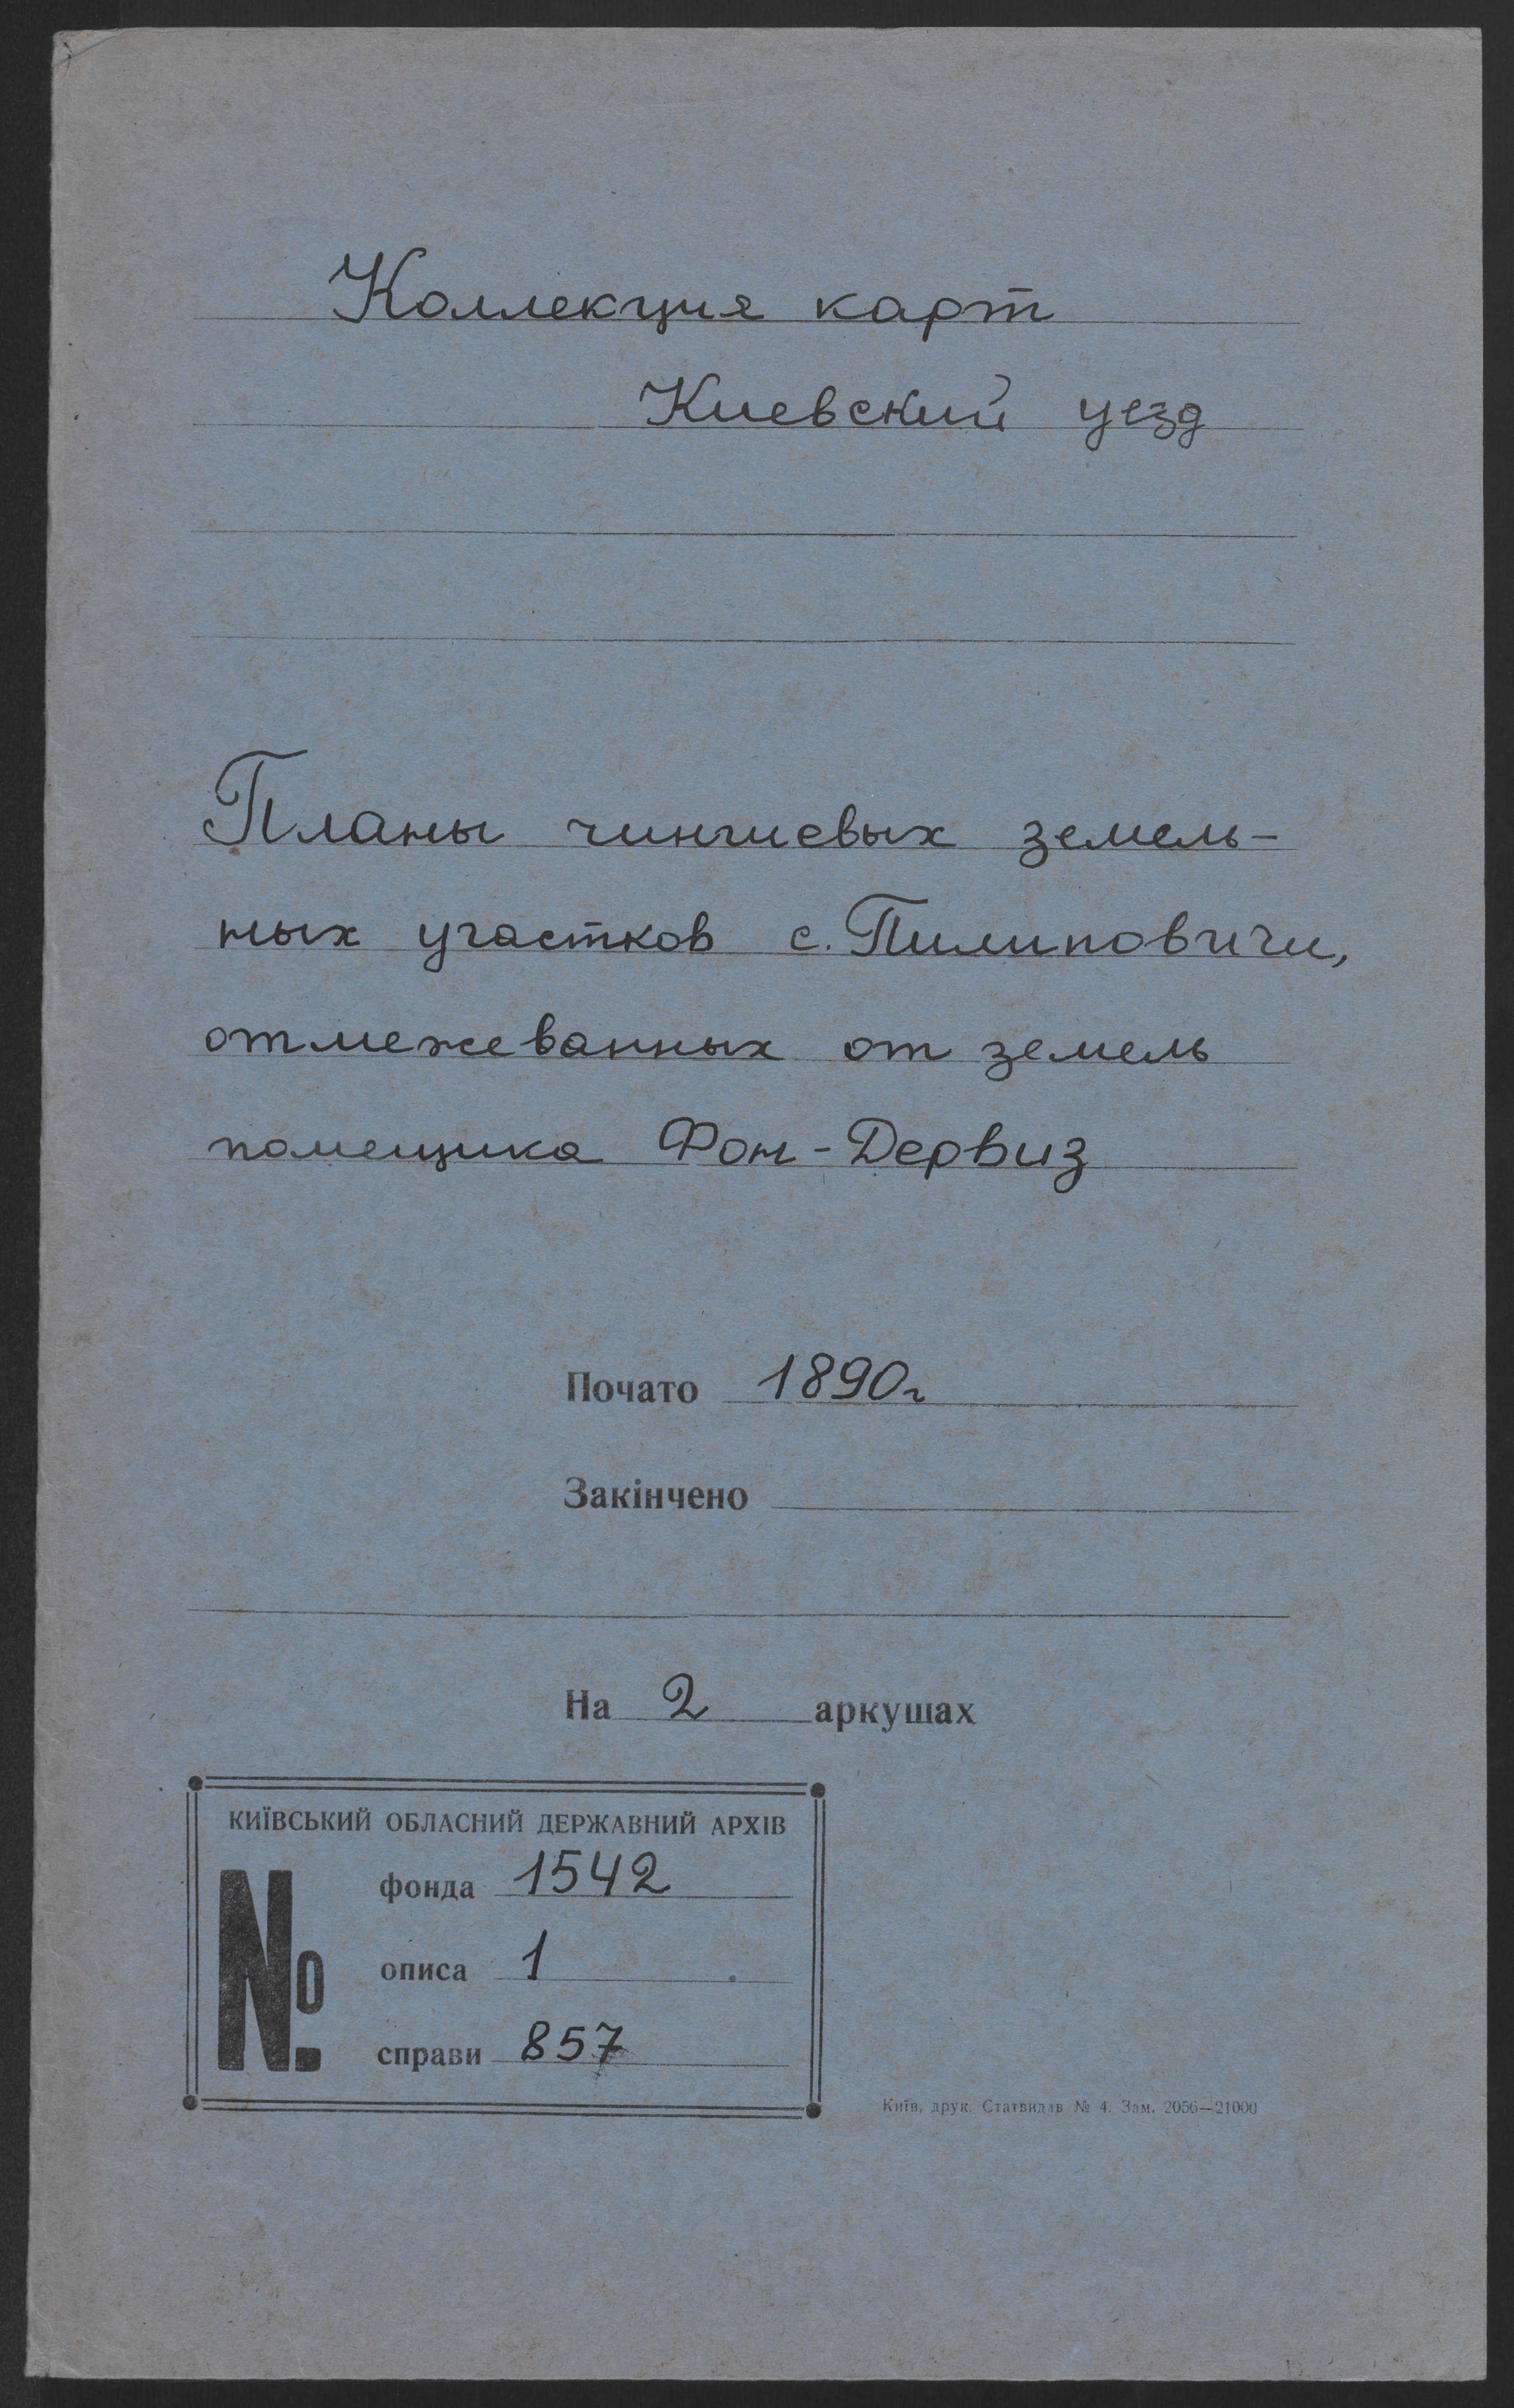 Коллекция карт
Киевский уезд
Планы чиншевых земель-
ных участков с. Пилиповичи,
отмежеванных от земель
помещика Фон-Дервиз
Почато 1890г
Закінчено
На 2 аркушах
КИЇВСЬКИЙ ОБЛАСНИЙ ДЕРЖАВНИЙ АРХІВ
№
фонда 1542
описа 1
справи 857
Київ, друк. Статвидав № 4. Зам. 2056—21000